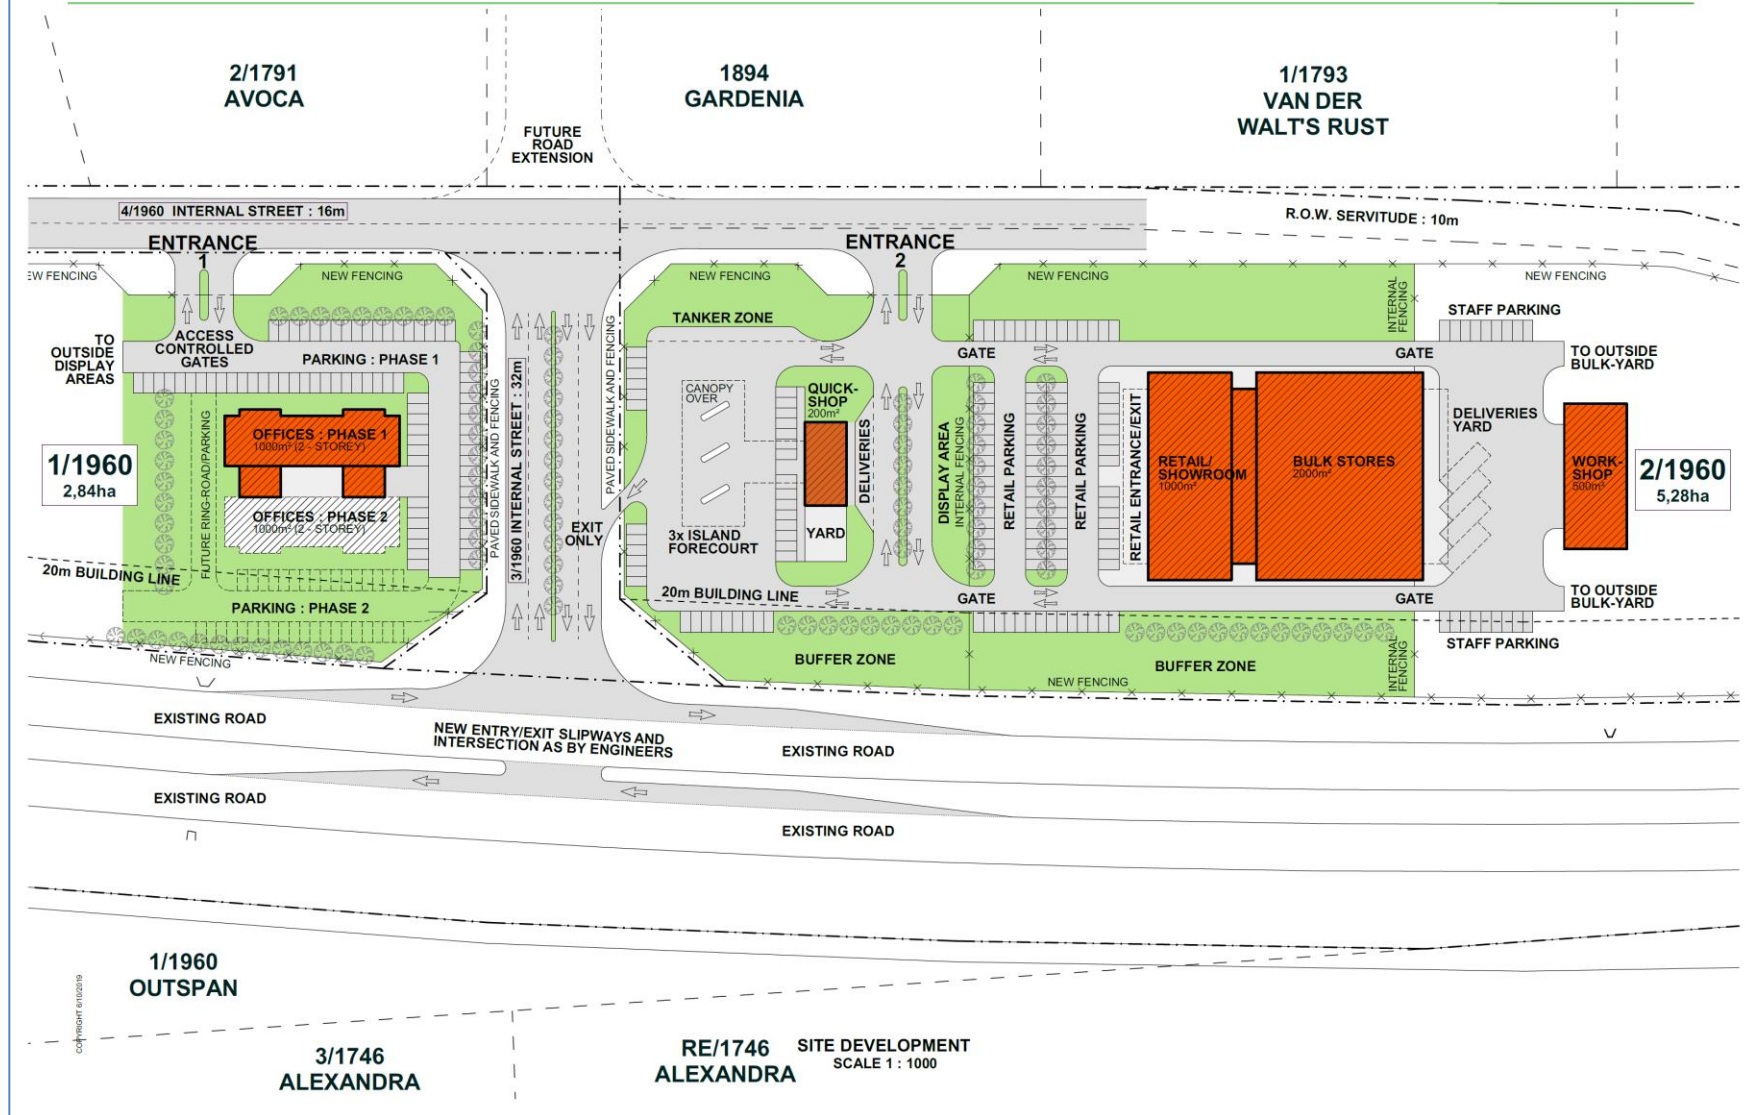 2/1791
AVOCA
1894
GARDENIA
1/1793
VAN DER
WALT'S RUST
FUTURE
ROAD
EXTENSION
4/1960 INTERNAL STREET : 16m
R.O.W. SERVITUDE : 10m
ENTRANCE
1
ENTRANCE
2
EW FENCING
NEW FENCING
NEW FENCING
NEW FENCING
NEW FENCING
INTERNAL
FENCING
STAFF PARKING
TANKER ZONE
TO
OUTSIDE
DISPLAY
AREAS
ACCESS
CONTROLLED
GATES
PARKING : PHASE 1
GATE
GATE
TO OUTSIDE
BULK-YARD
PAVED SIDEWALK AND FENCING
3/1960 INTERNAL STREET : 32m
PAVED SIDEWALK AND FENCING
CANOPY
OVER
QUICK-
SHOP
200m²
DELIVERIES
DISPLAY AREA
INTERNAL FENCING
RETAIL PARKING
RETAIL PARKING
RETAIL ENTRANCE/EXIT
DELIVERIES
YARD
FUTURE RING-ROAD/PARKING
OFFICES : PHASE 1
1000m² (2 - STOREY)
1/1960
2,84ha
RETAIL/
SHOWROOM
1000m²
BULK STORES
2000m²
WORK-
SHOP
500m²
2/1960
5,28ha
OFFICES : PHASE 2
1000m² (2 - STOREY)
EXIT
ONLY
3x ISLAND
FORECOURT
YARD
20m BUILDING LINE
20m BUILDING LINE
GATE
GATE
TO OUTSIDE
BULK-YARD
PARKING : PHASE 2
STAFF PARKING
NEW FENCING
BUFFER ZONE
BUFFER ZONE
NEW FENCING
INTERNAL
FENCING
EXISTING ROAD
NEW ENTRY/EXIT SLIPWAYS AND
INTERSECTION AS BY ENGINEERS
EXISTING ROAD
EXISTING ROAD
EXISTING ROAD
1/1960
OUTSPAN
COPYRIGHT 6/10/2019
3/1746
ALEXANDRA
RE/1746
ALEXANDRA
SITE DEVELOPMENT
SCALE 1 : 1000